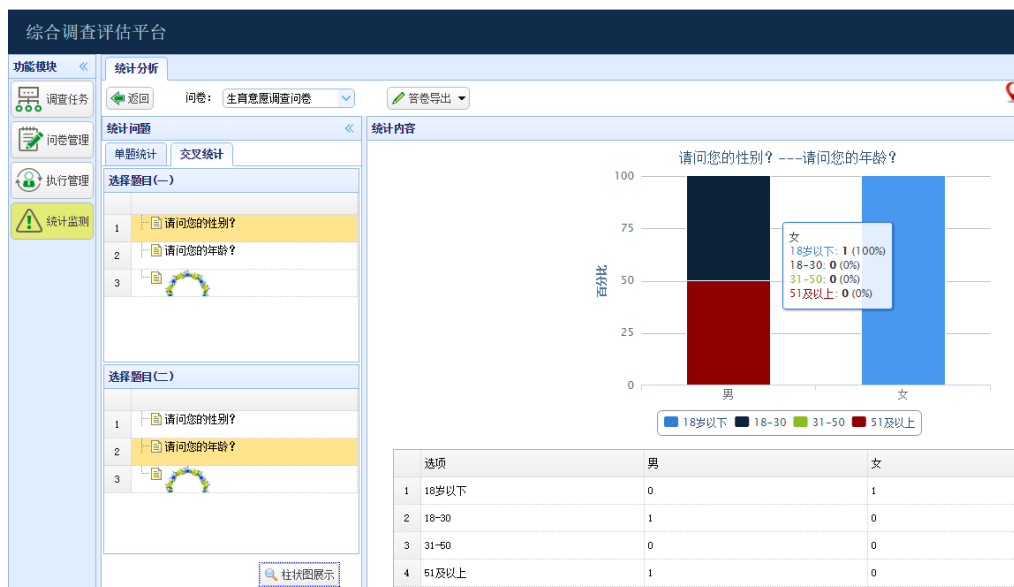 综合调查评估平台
功能模块
调查任务
问卷管理
执行管理
统计监测
统计分析
返回
问卷:
生育意愿调查问卷
答卷导出
统计问题
单题统计
交叉统计
选择题目(一)
1 请问您的性别?
2 请问您的年龄?
3
选择题目(二)
1 请问您的性别?
2 请问您的年龄?
3
柱状图展示
统计内容
请问您的性别? ---请问您的年龄?
百分比
100
75
50
25
0
男 女
女
18岁以下: 1 (100%)
18-30: 0 (0%)
31-50: 0 (0%)
51及以上: 0 (0%)
18岁以下 18-30 31-50 51及以上
选项 男 女
1 18岁以下 0 1
2 18-30 1 0
3 31-50 0 0
4 51及以上 1 0